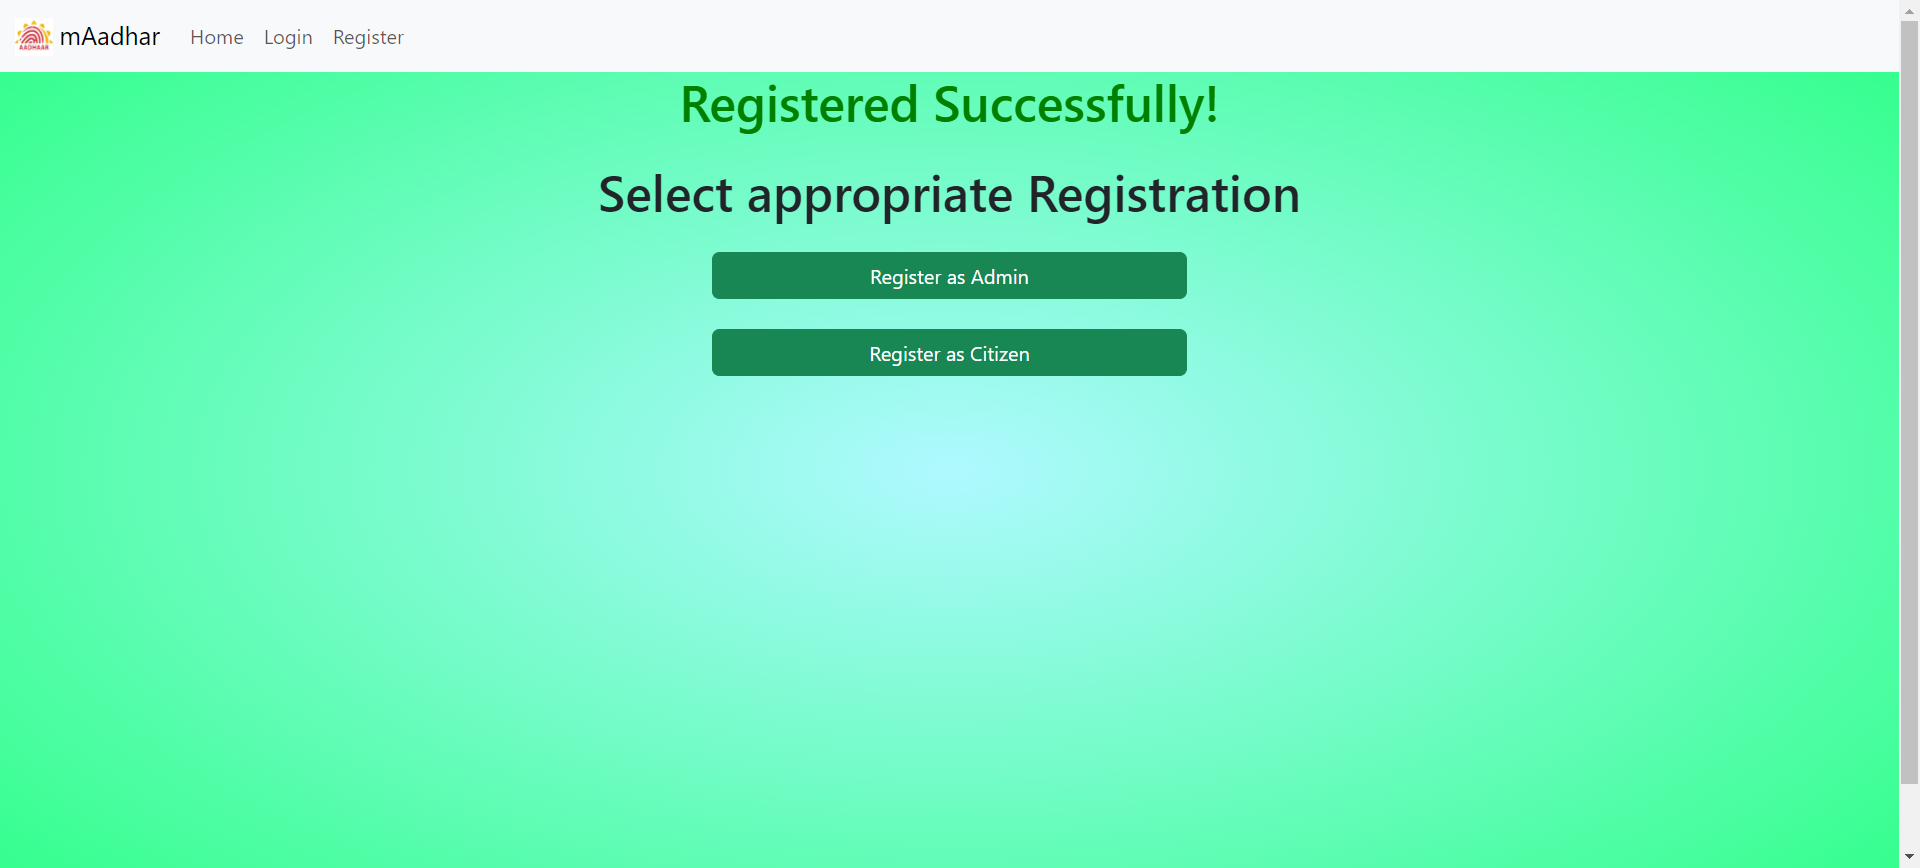 AADHAAR
mAadhar Home Login Register
Registered Successfully!
Select appropriate Registration
Register as Admin
Register as Citizen